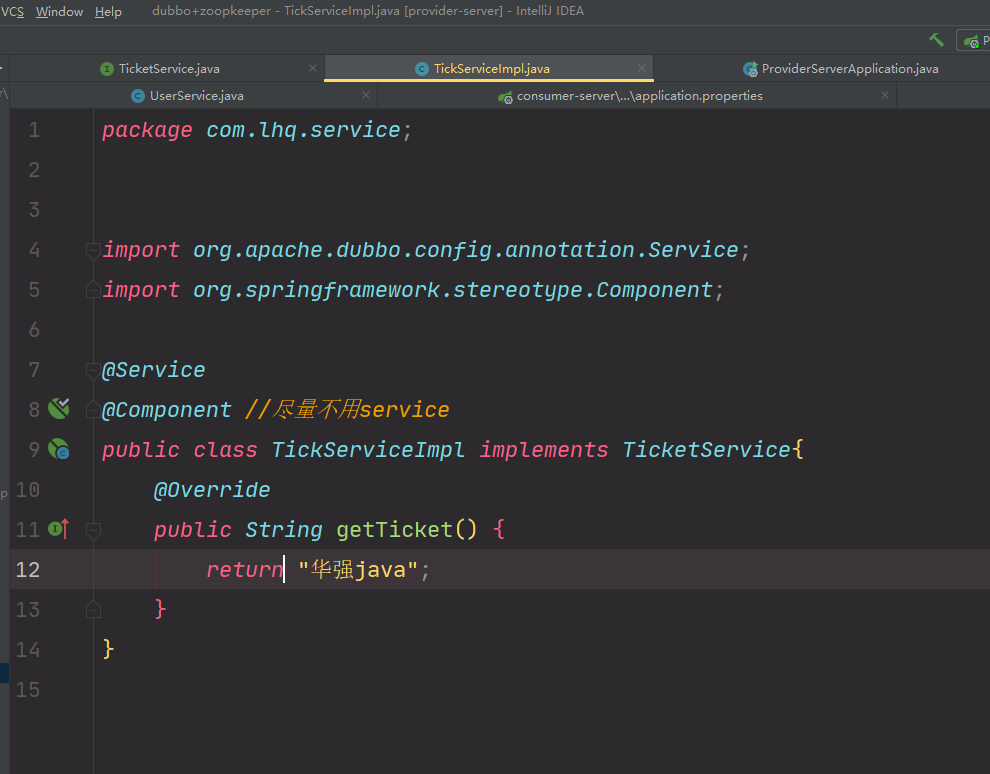 VCS Window Help dubbo+zoopkeeper - TickServiceImpl.java [provider-server] - IntelliJ IDEA
TicketService.java TickServiceImpl.java ProviderServerApplication.java
UserService.java consumer-server\...\application.properties
1 package com.lhq.service;
2
3
4 import org.apache.dubbo.config.annotation.Service;
5 import org.springframework.stereotype.Component;
6
7 @Service
8 @Component //尽量不用service
9 public class TickServiceImpl implements TicketService{
10 @Override
11 public String getTicket() {
12 return "华强java";
13 }
14 }
15